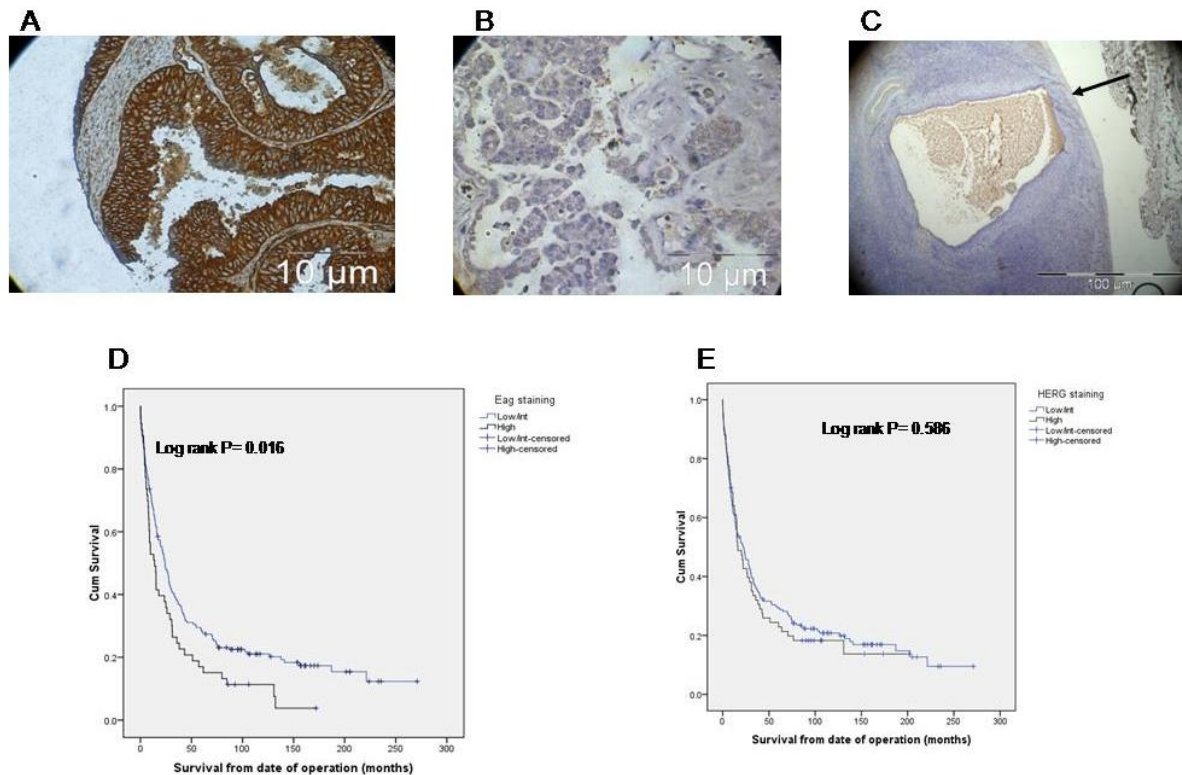 A
B
C
10 µm
10 µm
100 µm
D
E
Log rank P= 0.016
Eag staining
Low/Int
High
Low/Int-censored
High-censored
1.0
0.8
0.6
0.4
0.2
0.0
Cum Survival
0
50
100
150
200
250
300
Survival from date of operation (months)
Log rank P= 0.586
HERG staining
Low/Int
High
Low/Int-censored
High-censored
1.0
0.8
0.6
0.4
0.2
0.0
Cum Survival
0
50
100
150
200
250
300
Survival from date of operation (months)